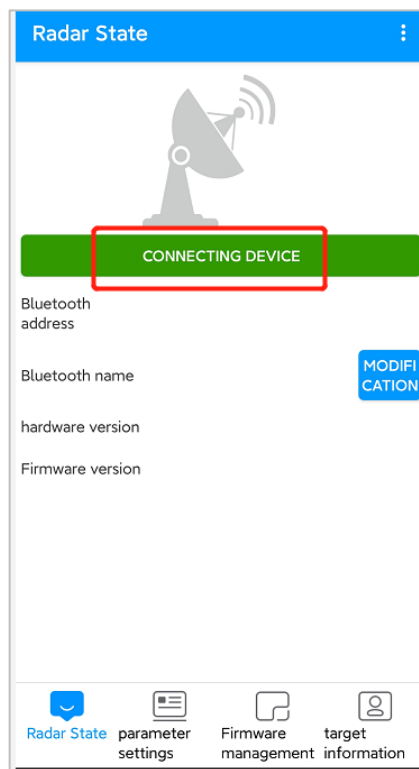 Radar State
CONNECTING DEVICE
Bluetooth
address
Bluetooth name
MODIFI
CATION
hardware version
Firmware version
Radar State
parameter
settings
Firmware
management
target
information